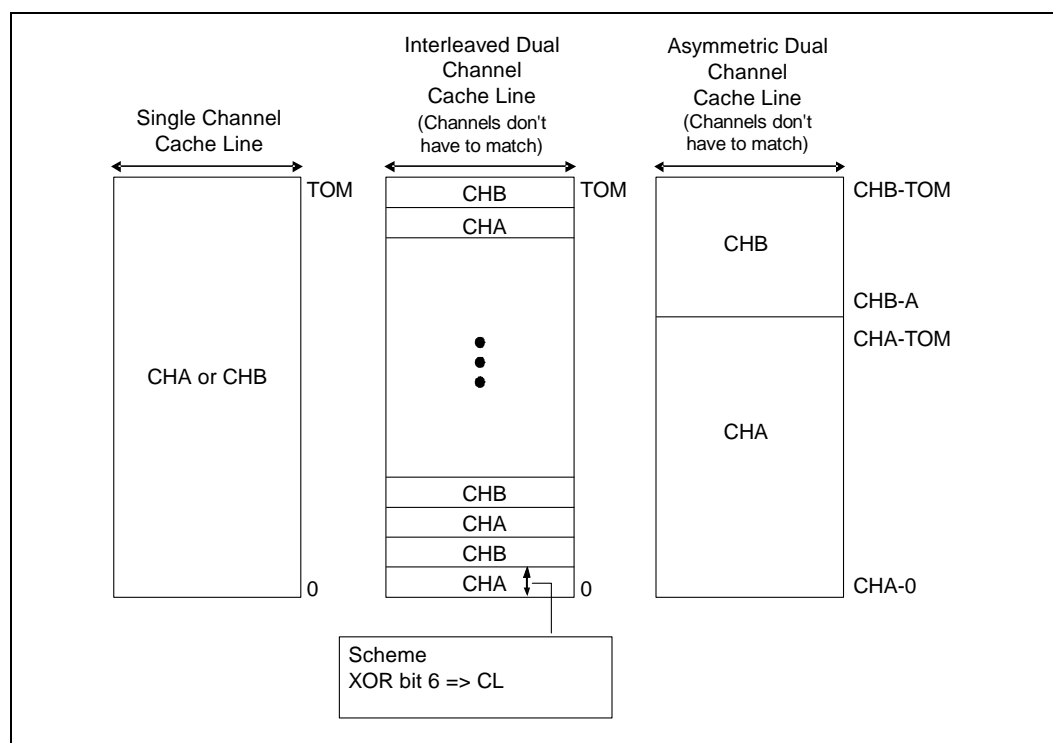 Single Channel
Cache Line
TOM
CHA or CHB
0
Interleaved Dual
Channel
Cache Line
(Channels don't
have to match)
TOM
CHB
CHA
CHB
CHA
CHB
CHA
0
Scheme
XOR bit 6 => CL
Asymmetric Dual
Channel
Cache Line
(Channels don't
have to match)
CHB-TOM
CHB
CHB-A
CHA-TOM
CHA
CHA-0